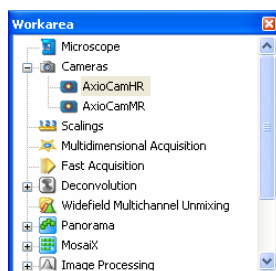 Workarea
Microscope
Cameras
AxioCamHR
AxioCamMR
Scalings
Multidimensional Acquisition
Fast Acquisition
Deconvolution
Widefield Multichannel Unmixing
Panorama
MosaiX
Image Processing